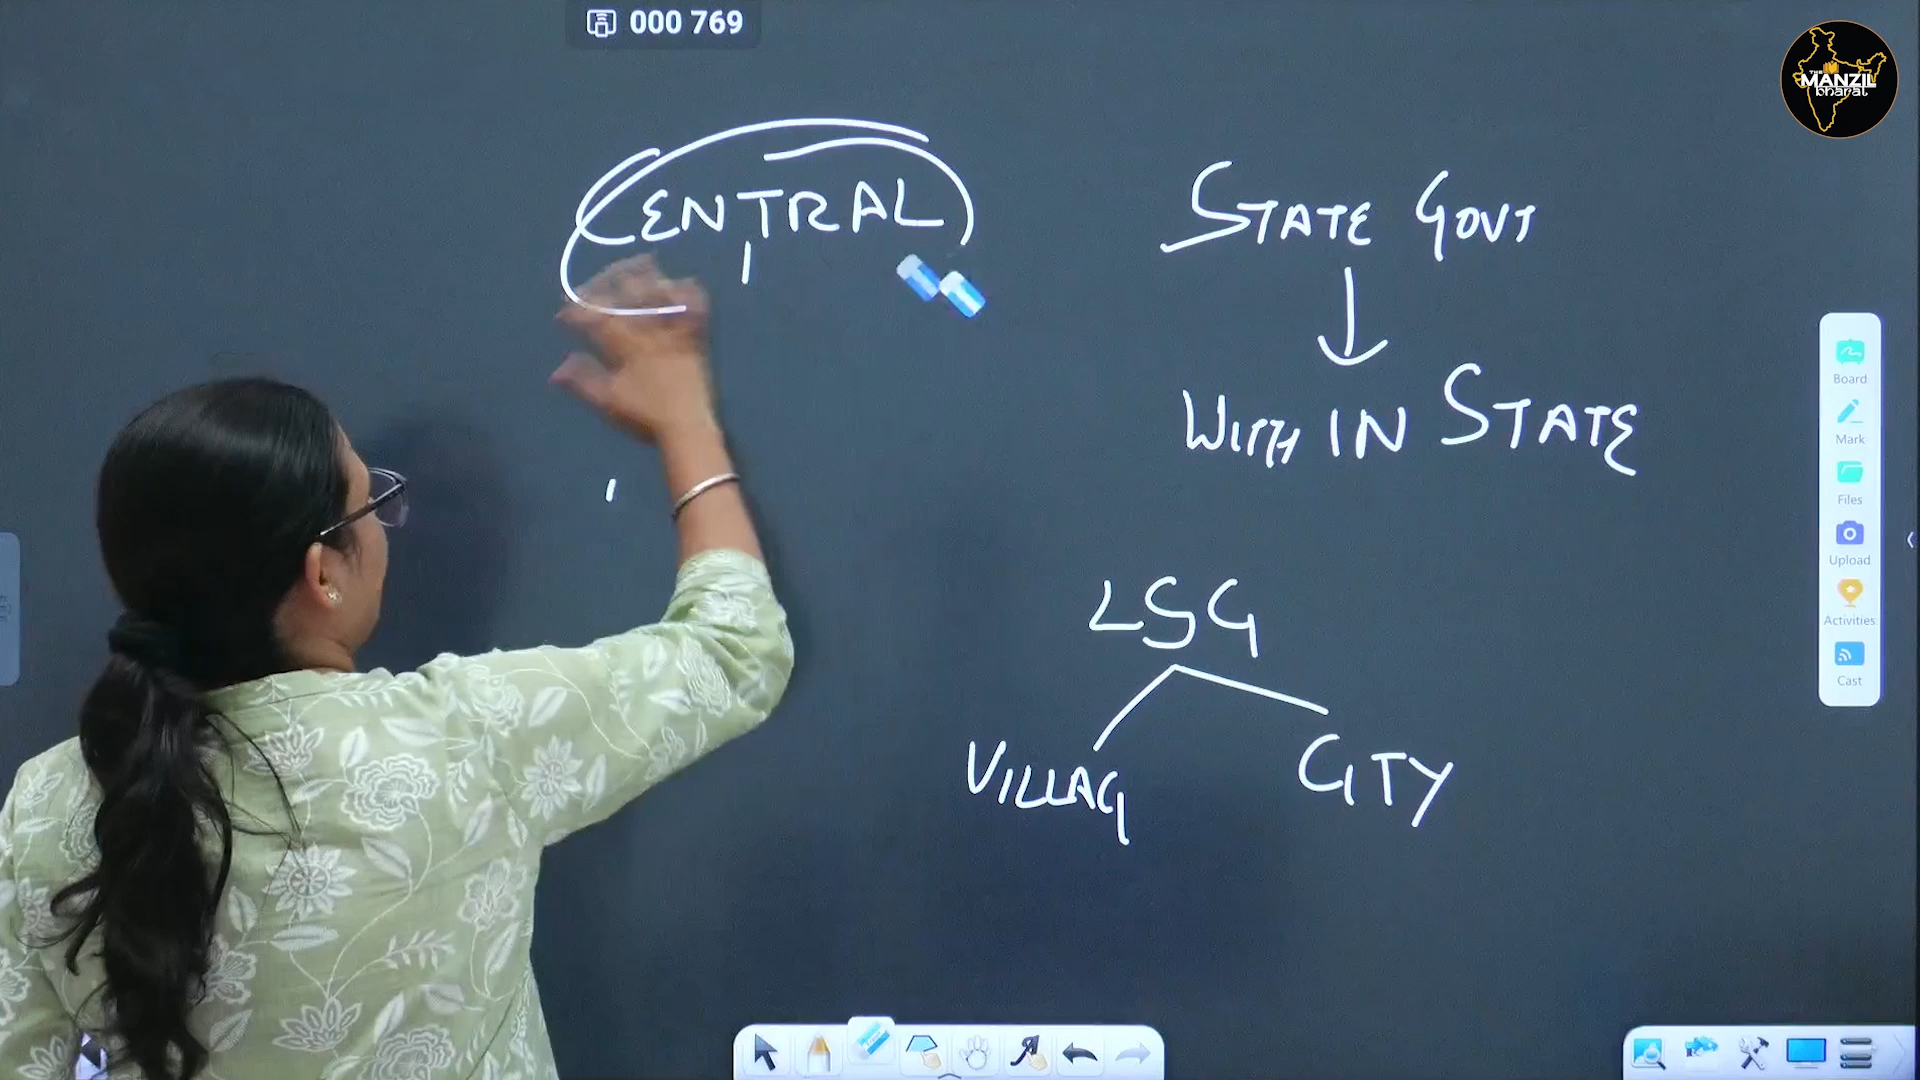 000 769
THE
MANZIL
bharat
CENTRAL
STATE GOVT
WITH IN STATE
LSG
VILLAG
CITY
Board
Mark
Files
Upload
Activities
Cast